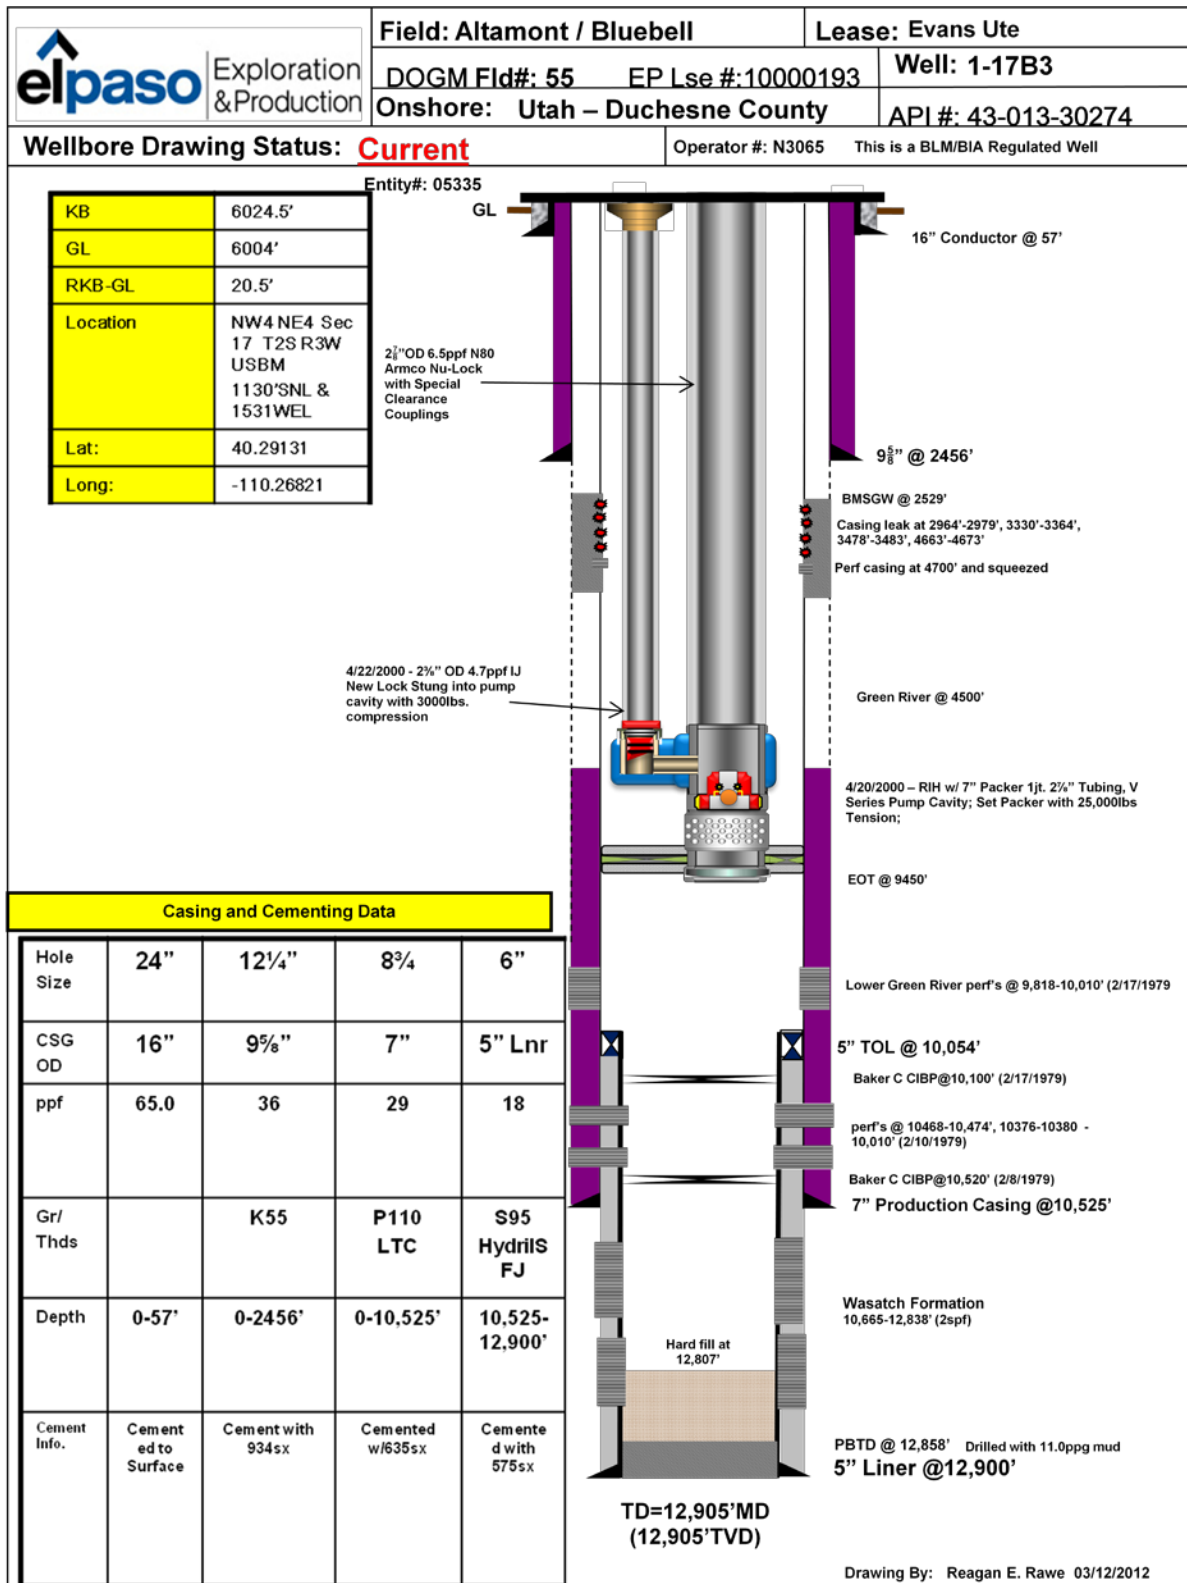 elpaso Exploration
&Production
Field: Altamont / Bluebell
Lease: Evans Ute
DOGM Fld#: 55 EP Lse #:10000193
Well: 1-17B3
Onshore: Utah – Duchesne County
API #: 43-013-30274
Wellbore Drawing Status: Current
Operator #: N3065 This is a BLM/BIA Regulated Well
Entity#: 05335
KB 6024.5’
GL 6004’
RKB-GL 20.5’
Location NW4 NE4 Sec
17 T2S R3W
USBM
1130’SNL &
1531WEL
Lat: 40.29131
Long: -110.26821
GL
16” Conductor @ 57’
2⅞”OD 6.5ppf N80
Armco Nu-Lock
with Special
Clearance
Couplings
9⅝” @ 2456’
BMSGW @ 2529’
Casing leak at 2964’-2979’, 3330’-3364’,
3478’-3483’, 4663’-4673’
Perf casing at 4700’ and squeezed
4/22/2000 - 2⅜” OD 4.7ppf IJ
New Lock Stung into pump
cavity with 3000lbs.
compression
Green River @ 4500’
4/20/2000 – RIH w/ 7” Packer 1jt. 2⅞” Tubing, V
Series Pump Cavity; Set Packer with 25,000lbs
Tension;
EOT @ 9450’
Lower Green River perf’s @ 9,818-10,010’ (2/17/1979
5” TOL @ 10,054’
Baker C CIBP@10,100’ (2/17/1979)
perf’s @ 10468-10,474’, 10376-10380 -
10,010’ (2/10/1979)
Baker C CIBP@10,520’ (2/8/1979)
7” Production Casing @10,525’
Wasatch Formation
10,665-12,838’ (2spf)
Hard fill at
12,807’
PBTD @ 12,858’ Drilled with 11.0ppg mud
5” Liner @12,900’
TD=12,905’MD
(12,905’TVD)
Casing and Cementing Data
Hole
Size 24” 12¼” 8¾ 6”
CSG
OD 16” 9⅝” 7” 5” Lnr
ppf 65.0 36 29 18
Gr/
Thds K55 P110
LTC S95
HydrilS
FJ
Depth 0-57’ 0-2456’ 0-10,525’ 10,525-
12,900’
Cement
Info. Cement
ed to
Surface Cement with
934sx Cemented
w/635sx Cemente
d with
575sx
Drawing By: Reagan E. Rawe 03/12/2012